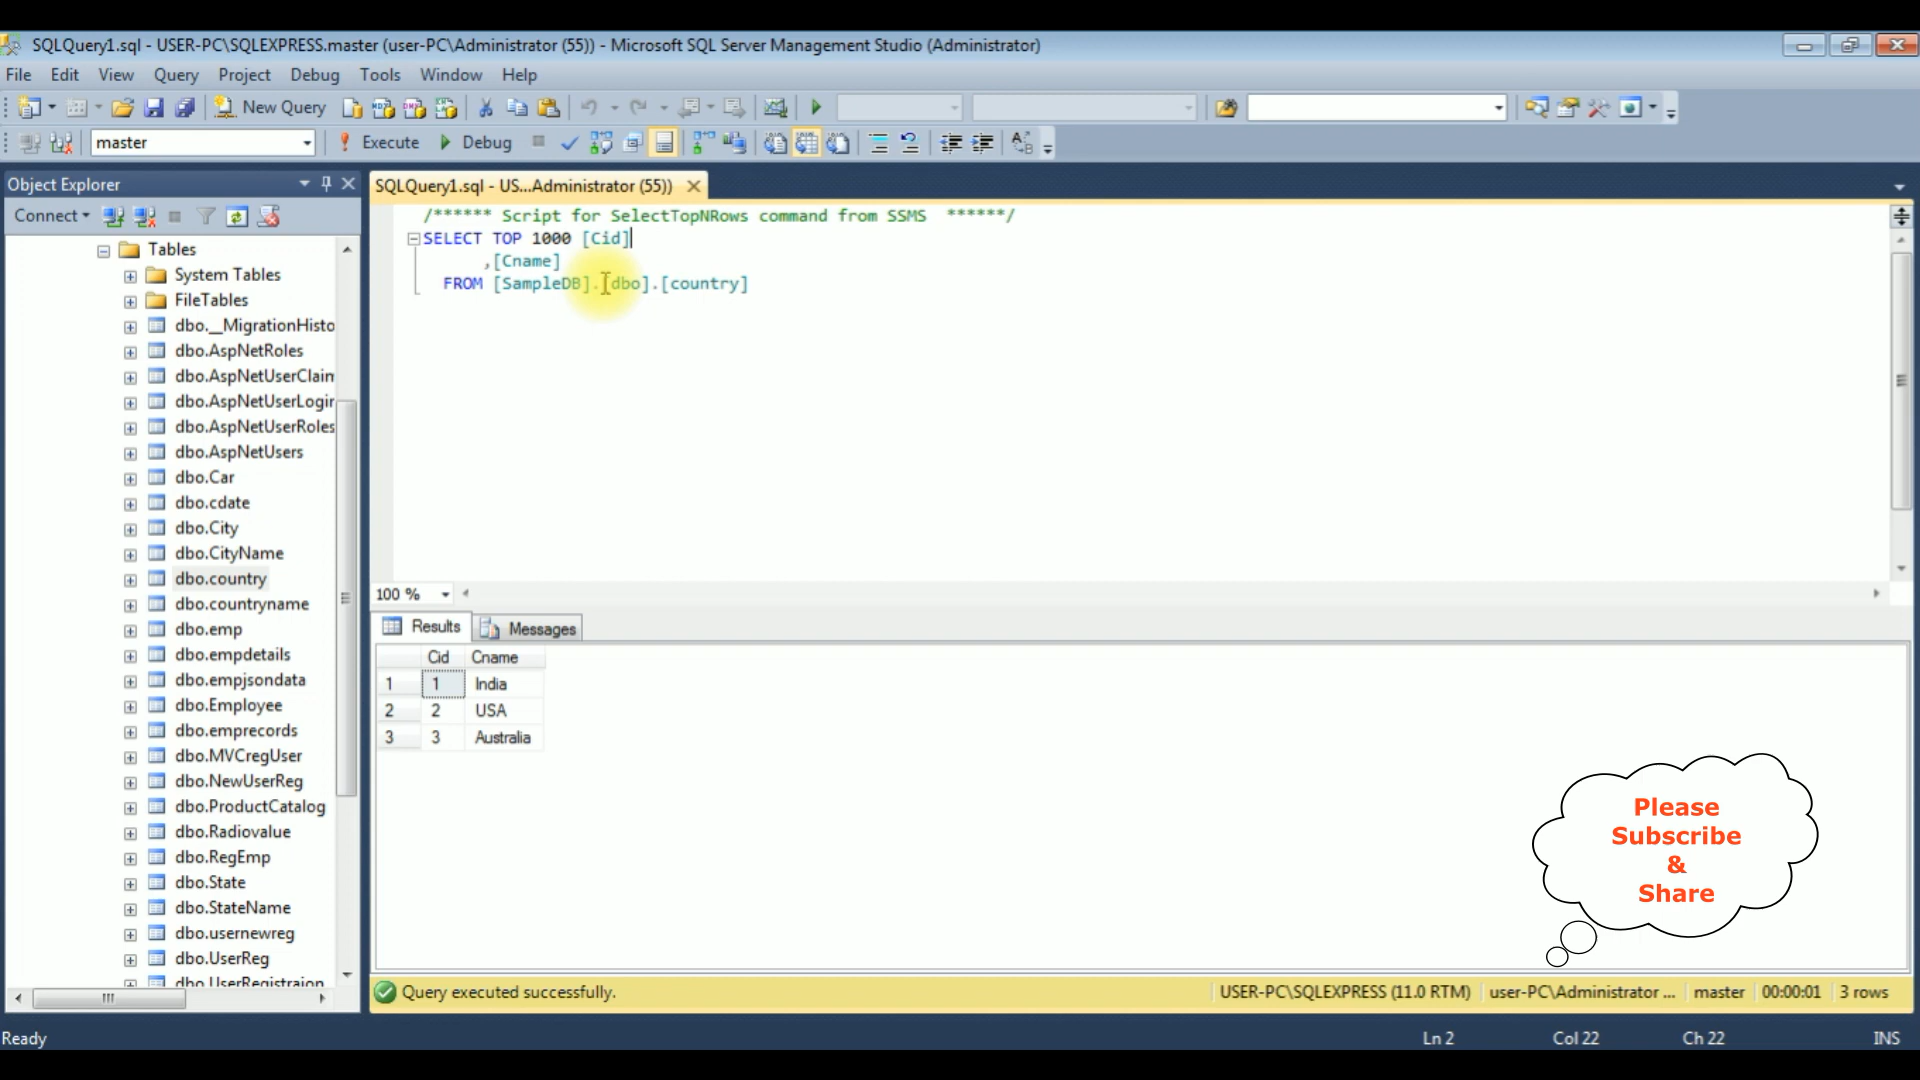 SQLQuery1.sql - USER-PC\SQLEXPRESS.master (user-PC\Administrator (55)) - Microsoft SQL Server Management Studio (Administrator)
File Edit View Query Project Debug Tools Window Help
New Query
master Execute Debug
Object Explorer
SQLQuery1.sql - US...Administrator (55))
Connect
/****** Script for SelectTopNRows command from SSMS ******/
SELECT TOP 1000 [Cid]
,[Cname]
FROM [SampleDB].[dbo].[country]
Tables
System Tables
FileTables
dbo.__MigrationHisto
dbo.AspNetRoles
dbo.AspNetUserClaim
dbo.AspNetUserLogin
dbo.AspNetUserRoles
dbo.AspNetUsers
dbo.Car
dbo.cdate
dbo.City
dbo.CityName
dbo.country
dbo.countryname
dbo.emp
dbo.empdetails
dbo.empjsondata
dbo.Employee
dbo.emprecords
dbo.MVCregUser
dbo.NewUserReg
dbo.ProductCatalog
dbo.Radiovalue
dbo.RegEmp
dbo.State
dbo.StateName
dbo.usernewreg
dbo.UserReg
dbo.UserRegistraion
100 %
Results Messages
Cid Cname
1 1 India
2 2 USA
3 3 Australia
Please
Subscribe
&
Share
Query executed successfully.
USER-PC\SQLEXPRESS (11.0 RTM) user-PC\Administrator ... master 00:00:01 3 rows
Ready Ln 2 Col 22 Ch 22 INS